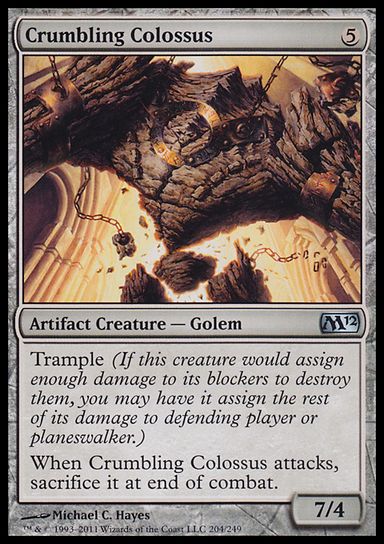 Crumbling Colossus 5
Artifact Creature — Golem M12
Trample (If this creature would assign
enough damage to its blockers to destroy
them, you may have it assign the rest
of its damage to defending player or
planeswalker.)
When Crumbling Colossus attacks,
sacrifice it at end of combat.
Michael C. Hayes
™ & © 1993–2011 Wizards of the Coast LLC 204/249
7/4